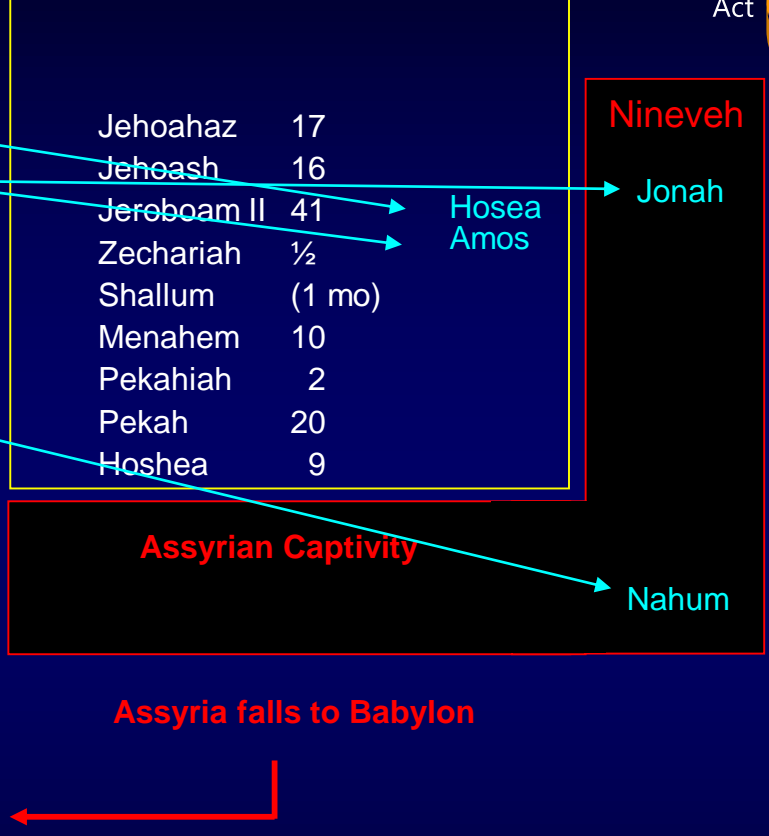 Act
Nineveh
Jehoahaz 17
Jehoash 16
Jonah
Jeroboam II 41
Hosea
Amos
Zechariah ½
Shallum (1 mo)
Menahem 10
Pekahiah 2
Pekah 20
Hoshea 9
Assyrian Captivity
Nahum
Assyria falls to Babylon